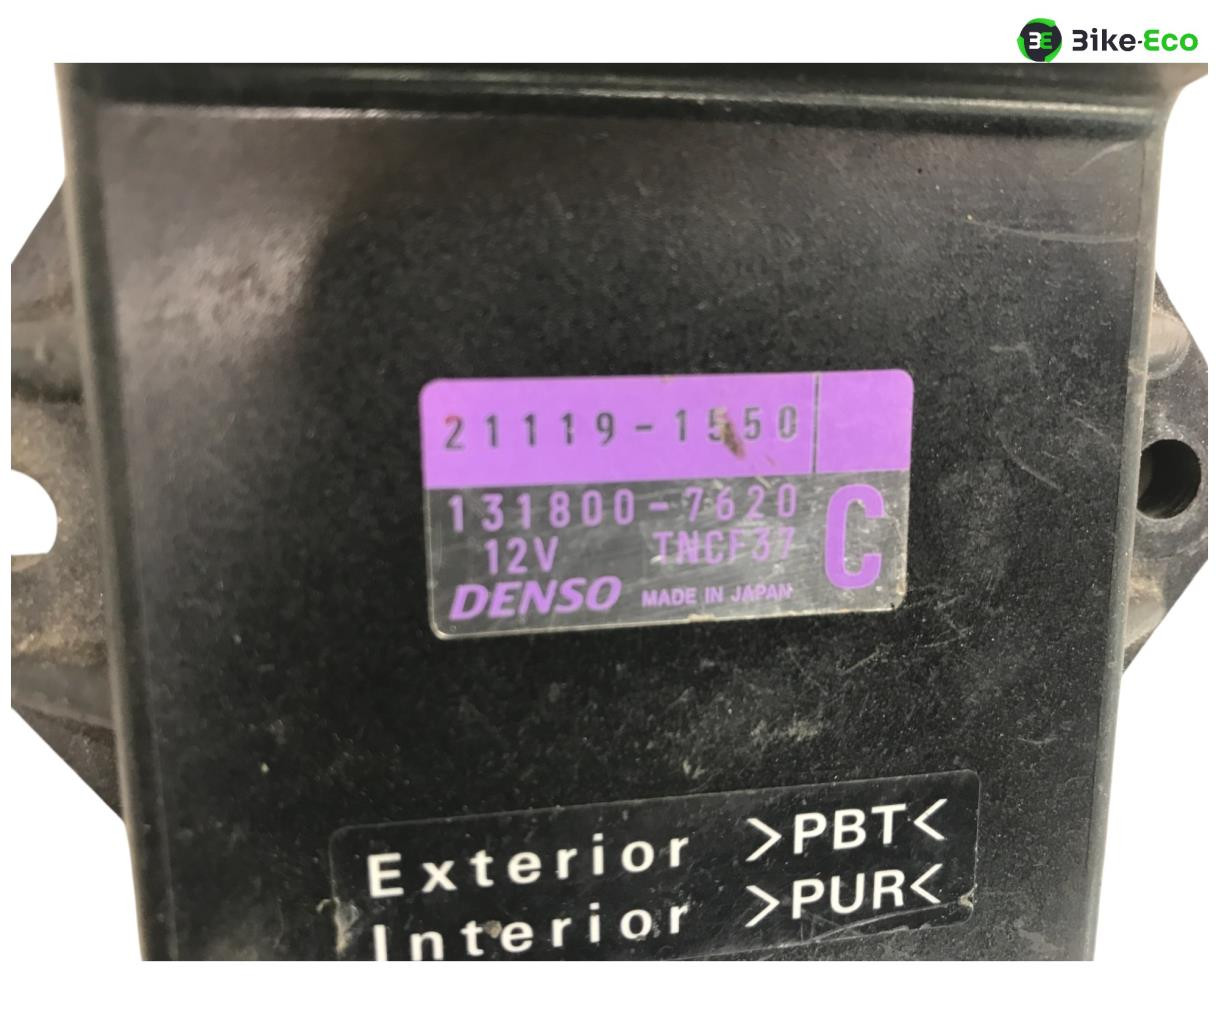 Bike-Eco
21119-1550
131800-7620
12V TNCF37
C
DENSO MADE IN JAPAN
Exterior >PBT<
Interior >PUR<